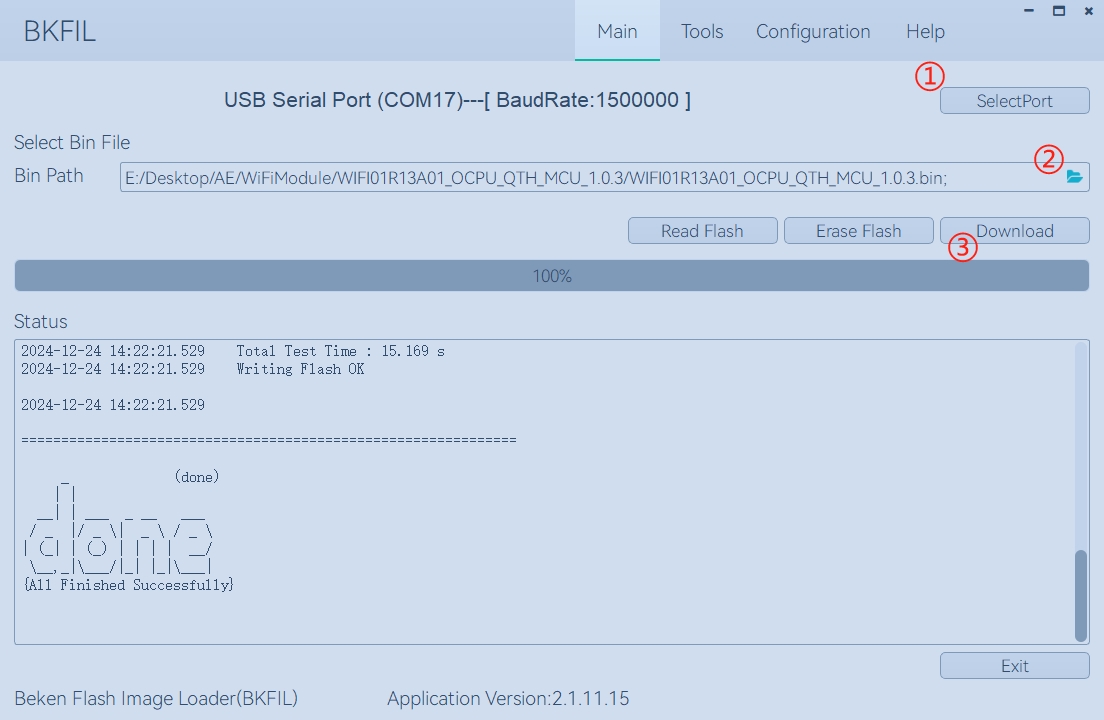 BKFIL
Main Tools Configuration Help
①
USB Serial Port (COM17)---[ BaudRate:1500000 ] SelectPort
Select Bin File
②
Bin Path E:/Desktop/AE/WiFiModule/WIFI01R13A01_OCPU_QTH_MCU_1.0.3/WIFI01R13A01_OCPU_QTH_MCU_1.0.3.bin;
Read Flash Erase Flash Download
③
100%
Status
2024-12-24 14:22:21.529 Total Test Time : 15.169 s
2024-12-24 14:22:21.529 Writing Flash OK
2024-12-24 14:22:21.529
==============================================================
(done)
done
{All Finished Successfully}
Exit
Beken Flash Image Loader(BKFIL) Application Version:2.1.11.15